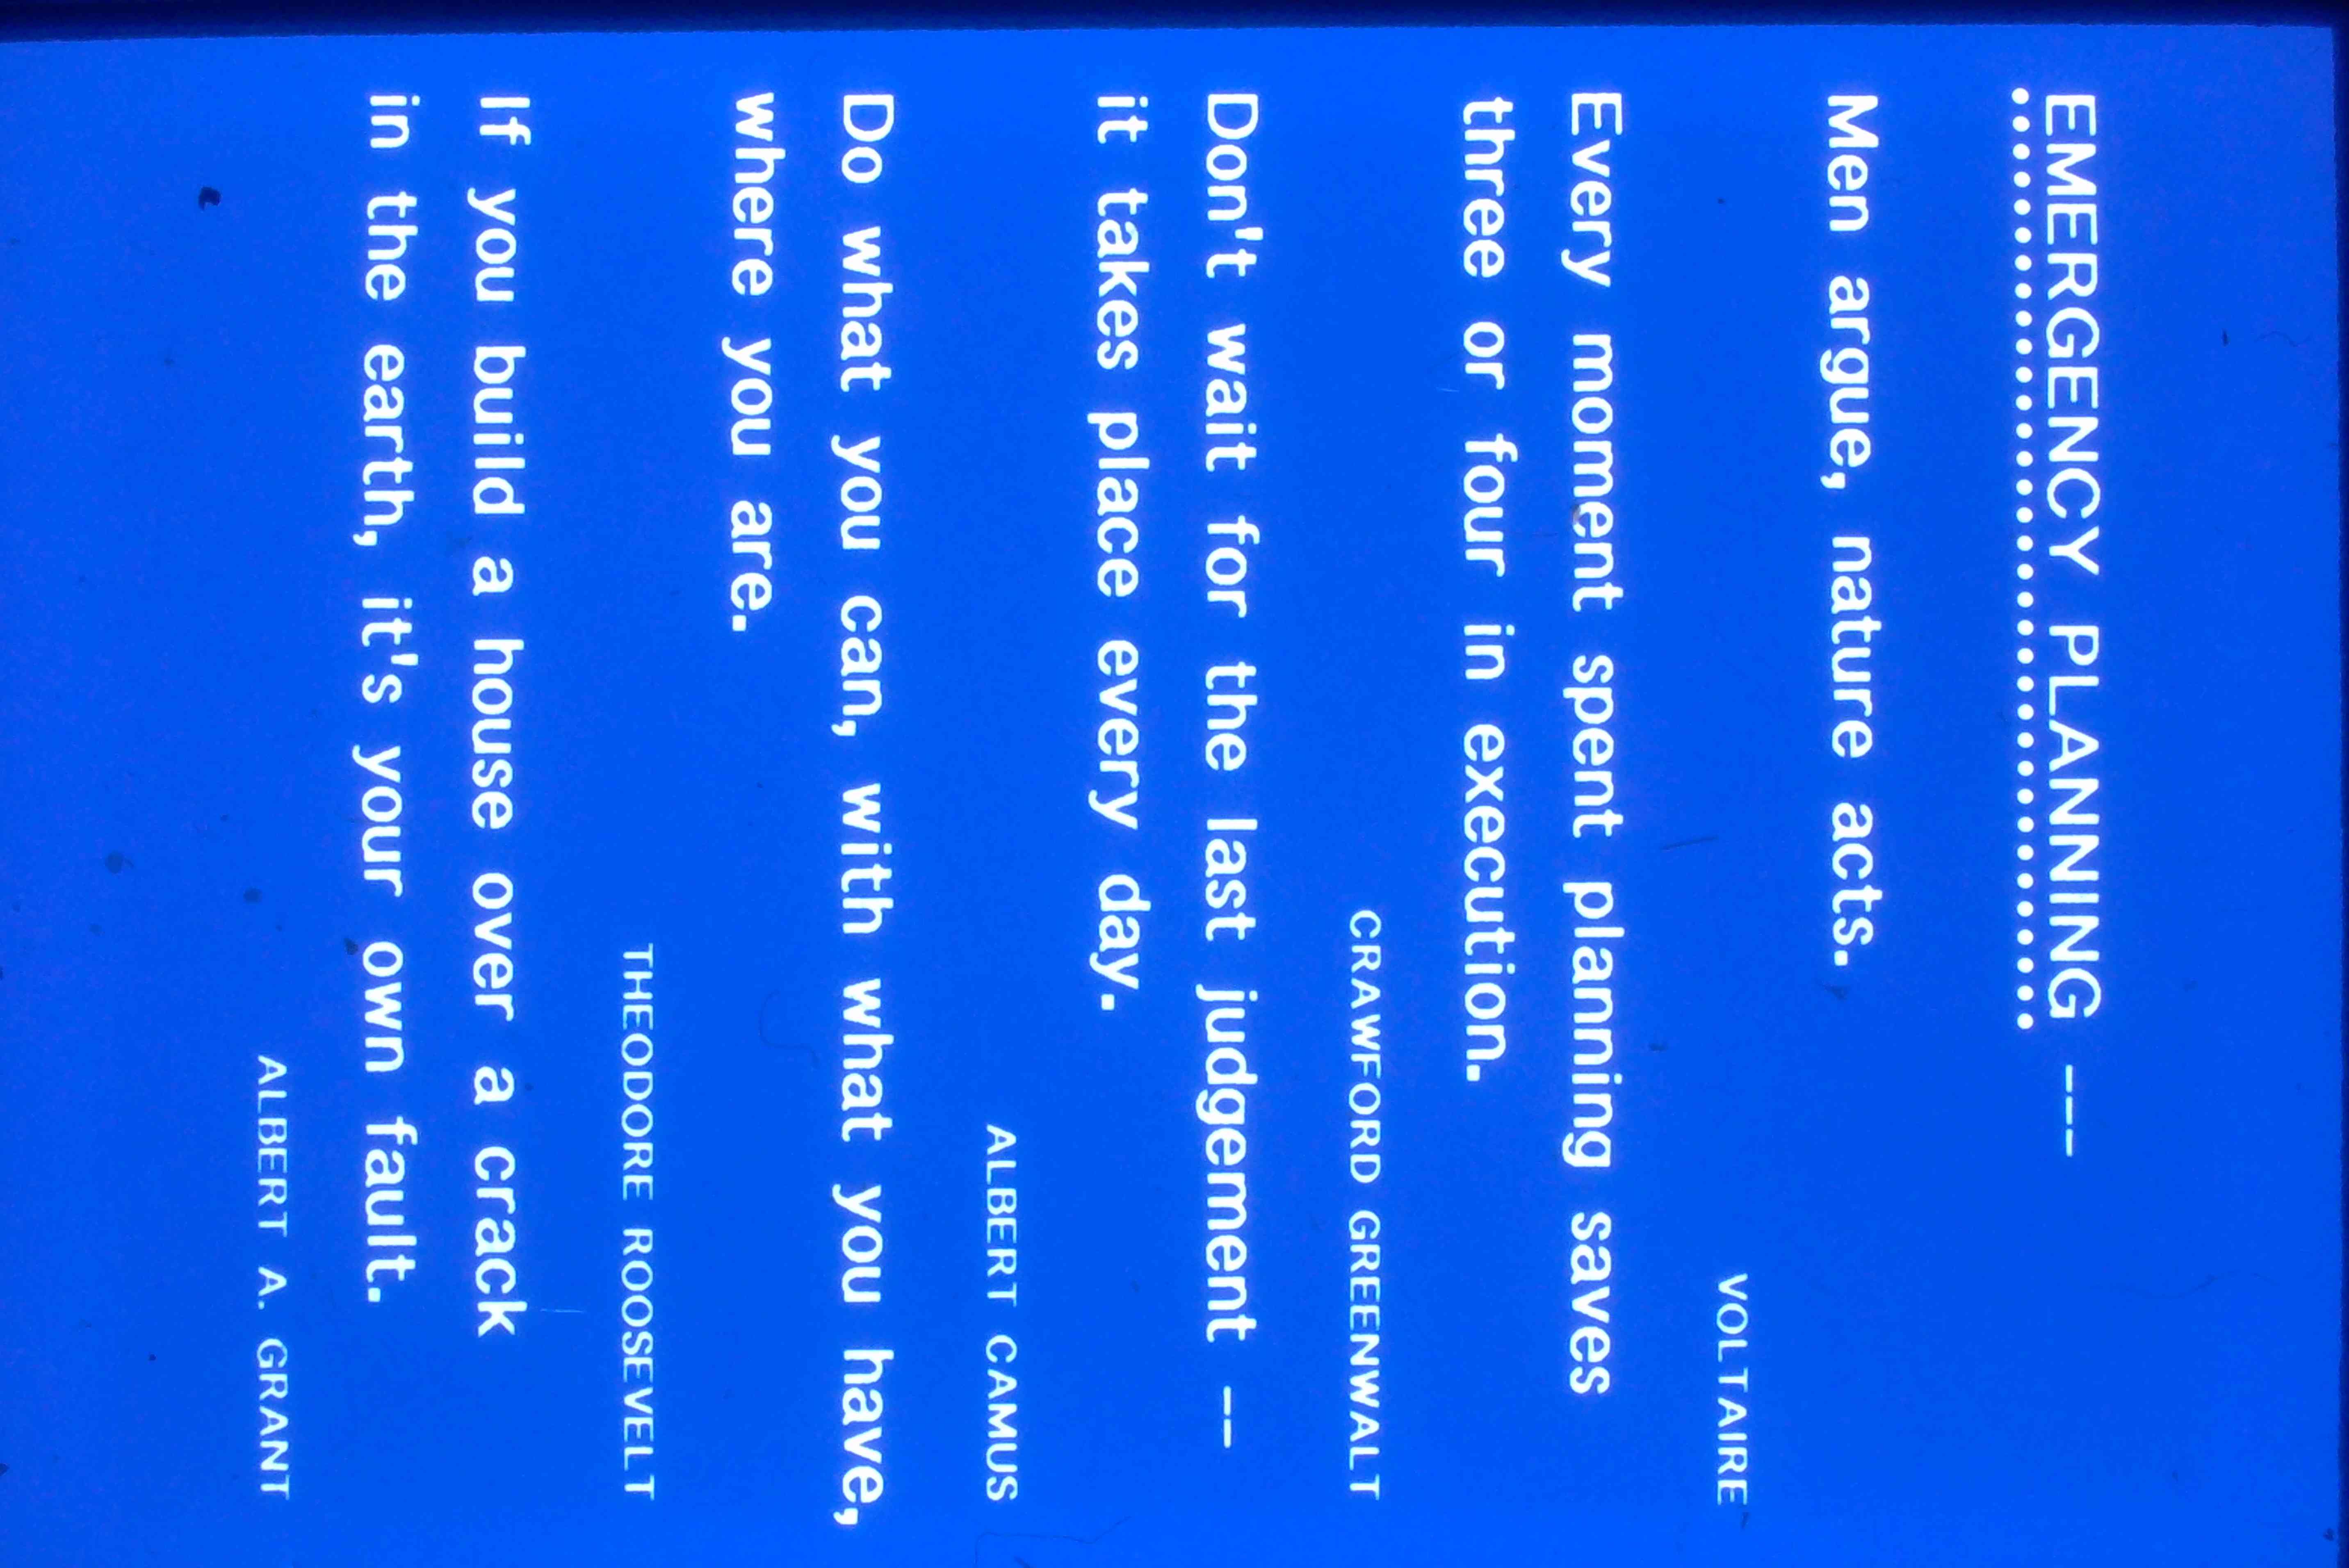 EMERGENCY PLANNING ---
..................................
Men argue, nature acts.
VOLTAIRE
Every moment spent planning saves
three or four in execution.
CRAWFORD GREENWALT
Don't wait for the last judgement --
it takes place every day.
ALBERT CAMUS
Do what you can, with what you have,
where you are.
THEODORE ROOSEVELT
If you build a house over a crack
in the earth, it's your own fault.
ALBERT A. GRANT